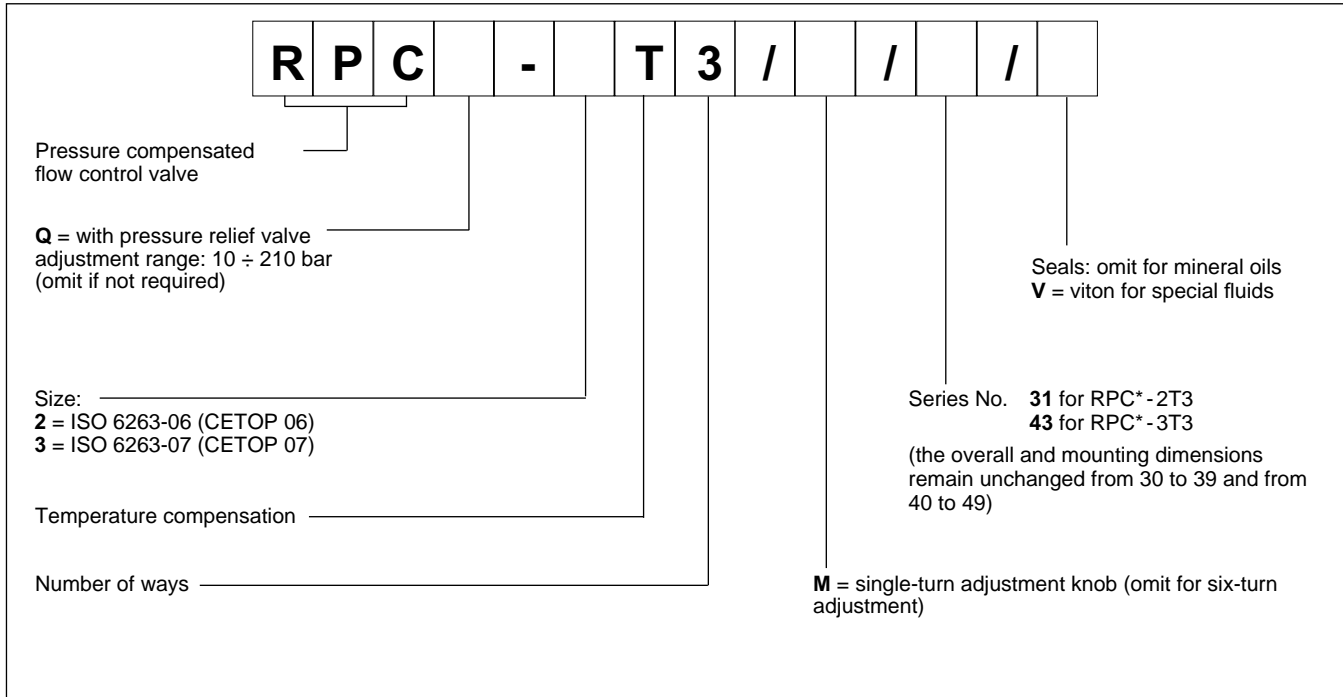 R P C - T 3 / / /
Pressure compensated
flow control valve
Q = with pressure relief valve
adjustment range: 10 ÷ 210 bar
(omit if not required)
Seals: omit for mineral oils
V = viton for special fluids
Size:
2 = ISO 6263-06 (CETOP 06)
3 = ISO 6263-07 (CETOP 07)
Series No. 31 for RPC*-2T3
43 for RPC*-3T3
(the overall and mounting dimensions
remain unchanged from 30 to 39 and from
40 to 49)
Temperature compensation
Number of ways
M = single-turn adjustment knob (omit for six-turn
adjustment)